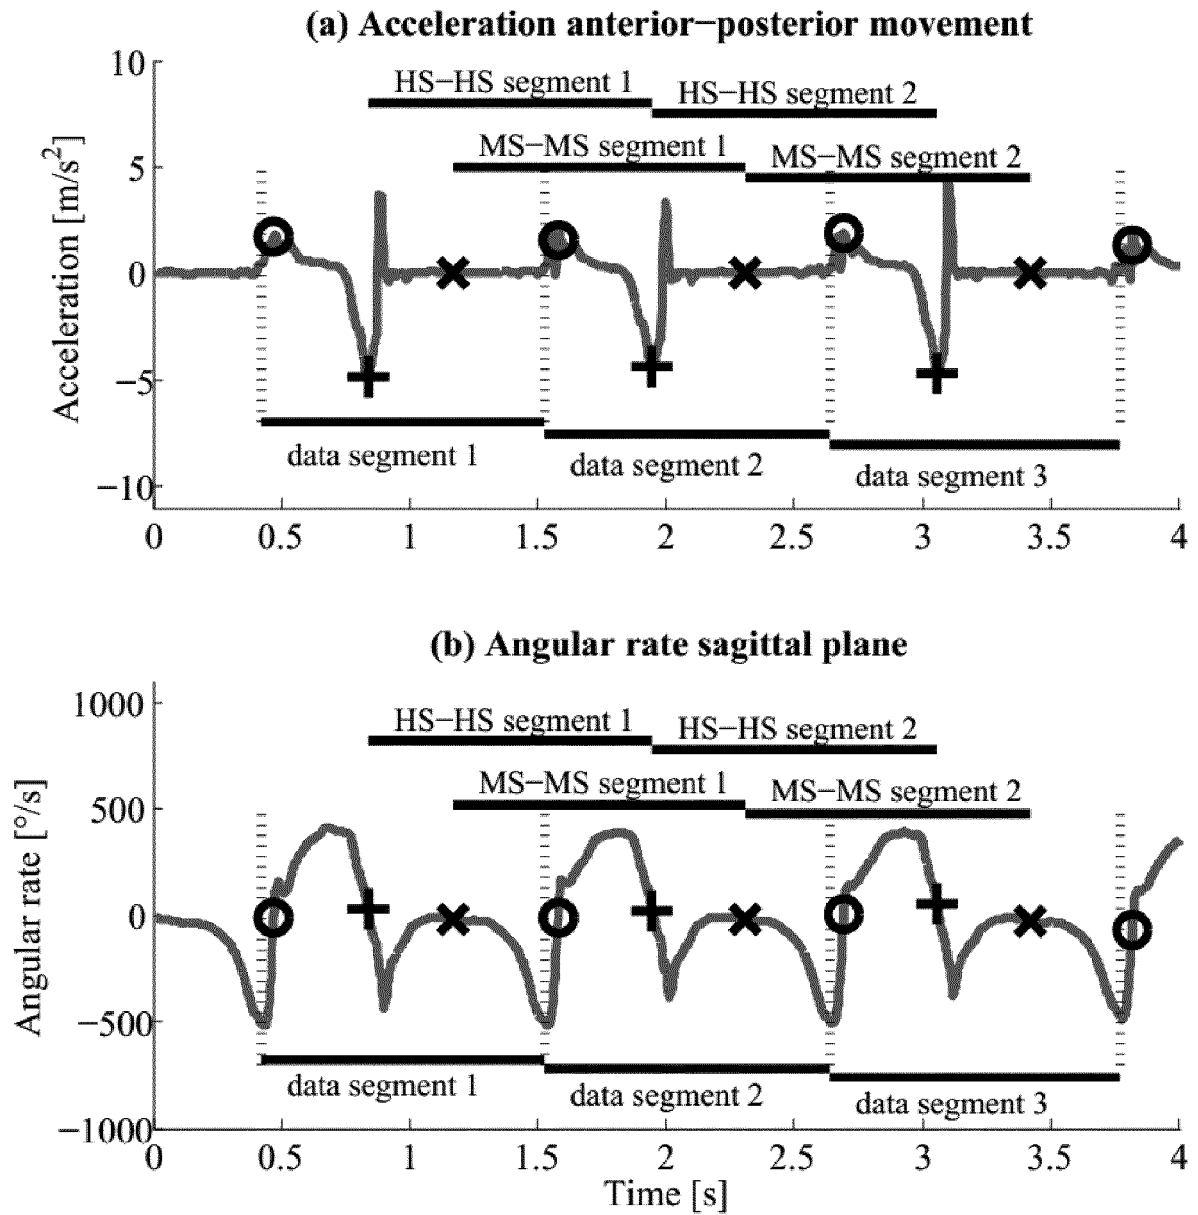 (a) Acceleration anterior−posterior movement
10
HS−HS segment 1
HS−HS segment 2
MS−MS segment 1
MS−MS segment 2
5
0
−5
−10
Acceleration [m/s²]
data segment 1
data segment 2
data segment 3
0 0.5 1 1.5 2 2.5 3 3.5 4
(b) Angular rate sagittal plane
1000
HS−HS segment 1
HS−HS segment 2
MS−MS segment 1
MS−MS segment 2
500
0
−500
−1000
Angular rate [°/s]
data segment 1
data segment 2
data segment 3
0 0.5 1 1.5 2 2.5 3 3.5 4
Time [s]